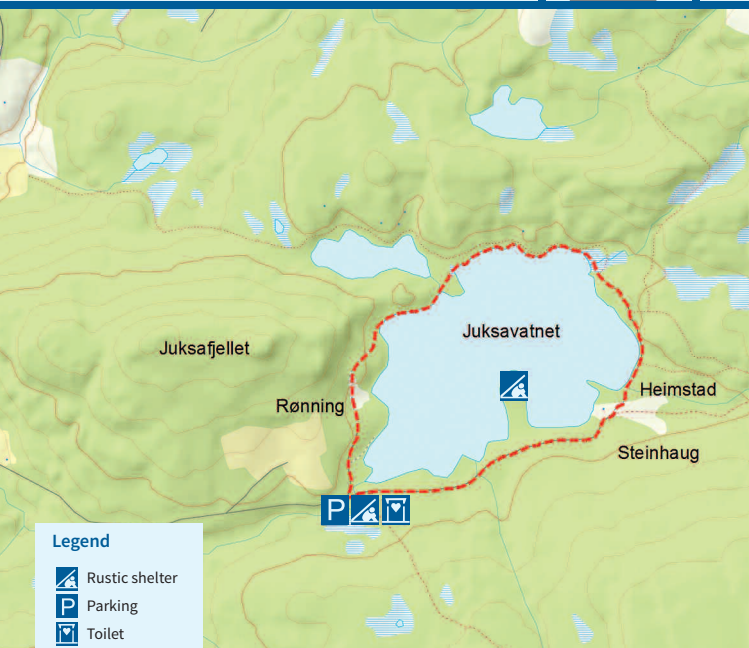 Juksavatnet
Juksafjellet
Heimstad
Rønning
Steinhaug
P
Legend
Rustic shelter
P Parking
Toilet